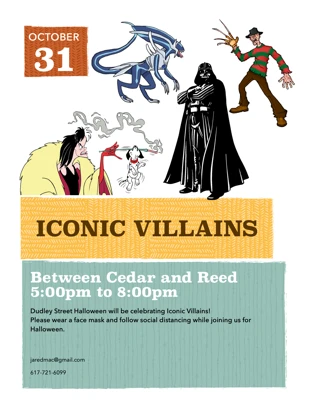 OCTOBER
31
ICONIC VILLAINS
Between Cedar and Reed
5:00pm to 8:00pm
Dudley Street Halloween will be celebrating Iconic Villains!
Please wear a face mask and follow social distancing while joining us for
Halloween.
jaredmac@gmail.com
617-721-6099